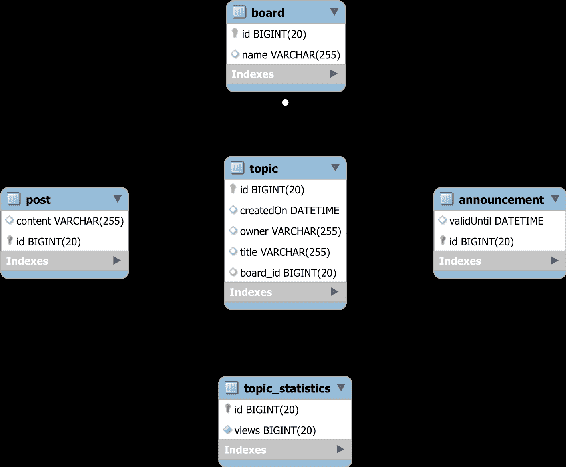 board
id BIGINT(20)
name VARCHAR(255)
Indexes
topic
id BIGINT(20)
createdOn DATETIME
owner VARCHAR(255)
title VARCHAR(255)
board_id BIGINT(20)
Indexes
post
content VARCHAR(255)
id BIGINT(20)
Indexes
announcement
validUntil DATETIME
id BIGINT(20)
Indexes
topic_statistics
id BIGINT(20)
views BIGINT(20)
Indexes